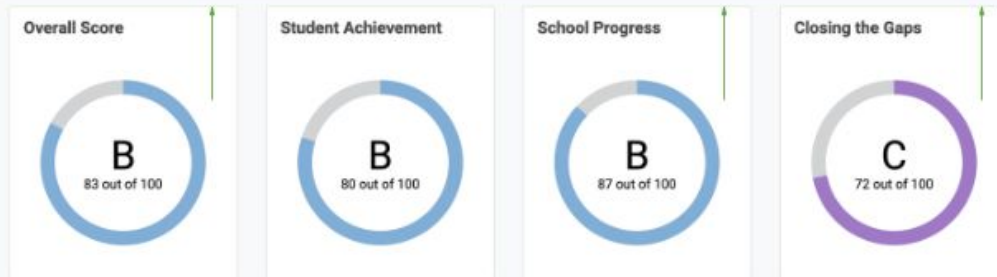 Overall Score
B
83 out of 100
Student Achievement
B
80 out of 100
School Progress
B
87 out of 100
Closing the Gaps
C
72 out of 100